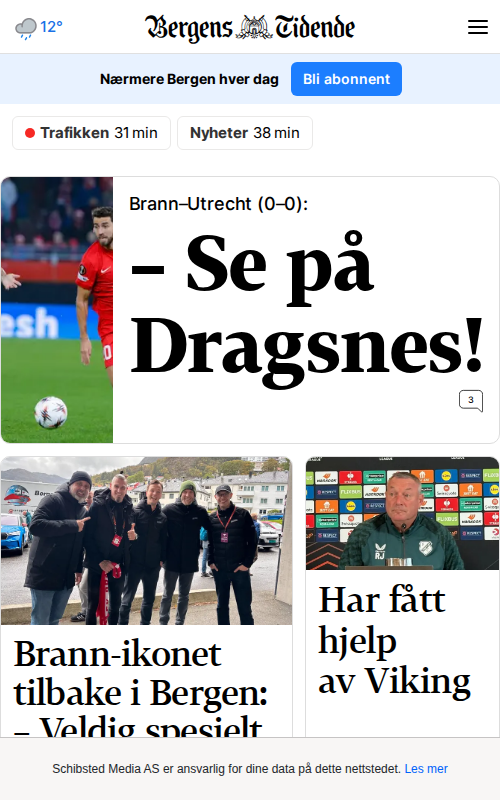 12°
Bergens Tidende
Nærmere Bergen hver dag
Bli abonnent
Trafikken 31 min
Nyheter 38 min
Brann–Utrecht (0–0):
– Se på
Dragsnes!
3
esh
Har fått
hjelp
av Viking
RJ
Brann-ikonet
tilbake i Bergen:
– Veldig spesielt
Schibsted Media AS er ansvarlig for dine data på dette nettstedet. Les mer